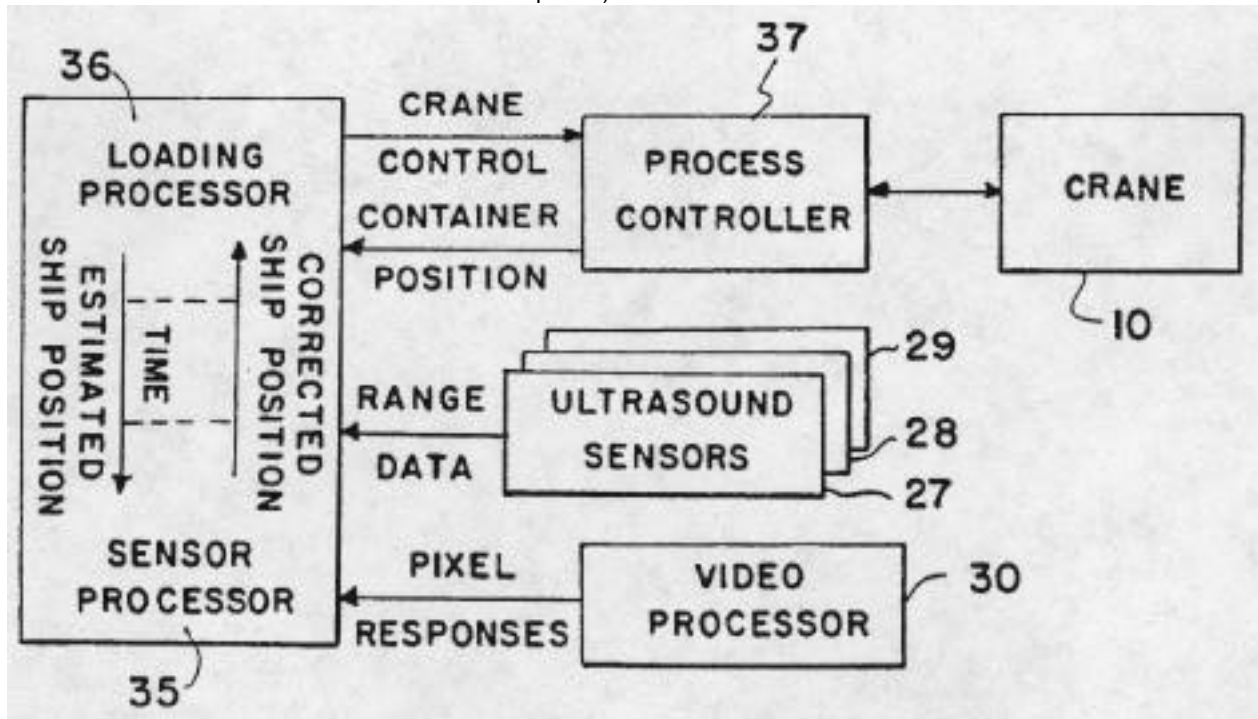 36
LOADING
PROCESSOR
ESTIMATED
SHIP POSITION
TIME
CORRECTED
SHIP POSITION
SENSOR
PROCESSOR
35
CRANE
CONTROL
CONTAINER
POSITION
RANGE
DATA
PIXEL
RESPONSES
37
PROCESS
CONTROLLER
CRANE
10
ULTRASOUND
SENSORS
29
28
27
VIDEO
PROCESSOR
30